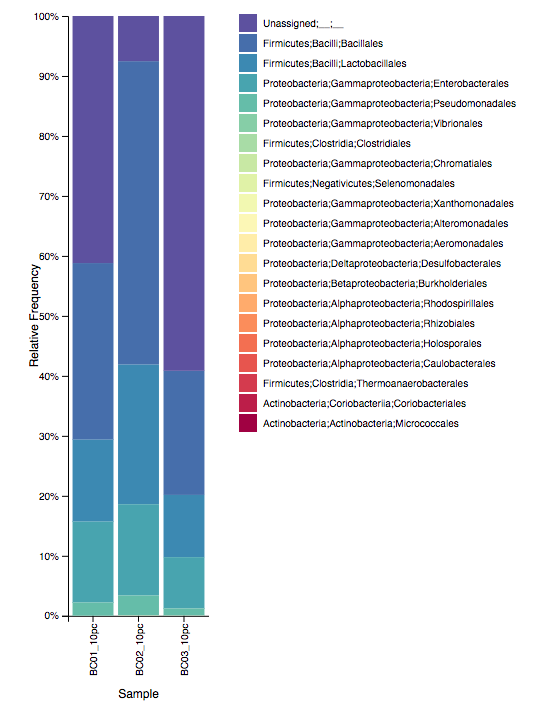 100%
90%
80%
70%
60%
50%
40%
30%
20%
10%
0%
Relative Frequency
BC01_10pc
BC02_10pc
BC03_10pc
Sample
Unassigned;__;__
Firmicutes;Bacilli;Bacillales
Firmicutes;Bacilli;Lactobacillales
Proteobacteria;Gammaproteobacteria;Enterobacterales
Proteobacteria;Gammaproteobacteria;Pseudomonadales
Proteobacteria;Gammaproteobacteria;Vibrionales
Firmicutes;Clostridia;Clostridiales
Proteobacteria;Gammaproteobacteria;Chromatiales
Firmicutes;Negativicutes;Selenomonadales
Proteobacteria;Gammaproteobacteria;Xanthomonadales
Proteobacteria;Gammaproteobacteria;Alteromonadales
Proteobacteria;Gammaproteobacteria;Aeromonadales
Proteobacteria;Deltaproteobacteria;Desulfobacterales
Proteobacteria;Betaproteobacteria;Burkholderiales
Proteobacteria;Alphaproteobacteria;Rhodospirillales
Proteobacteria;Alphaproteobacteria;Rhizobiales
Proteobacteria;Alphaproteobacteria;Holosporales
Proteobacteria;Alphaproteobacteria;Caulobacterales
Firmicutes;Clostridia;Thermoanaerobacterales
Actinobacteria;Coriobacteriia;Coriobacteriales
Actinobacteria;Actinobacteria;Micrococcales